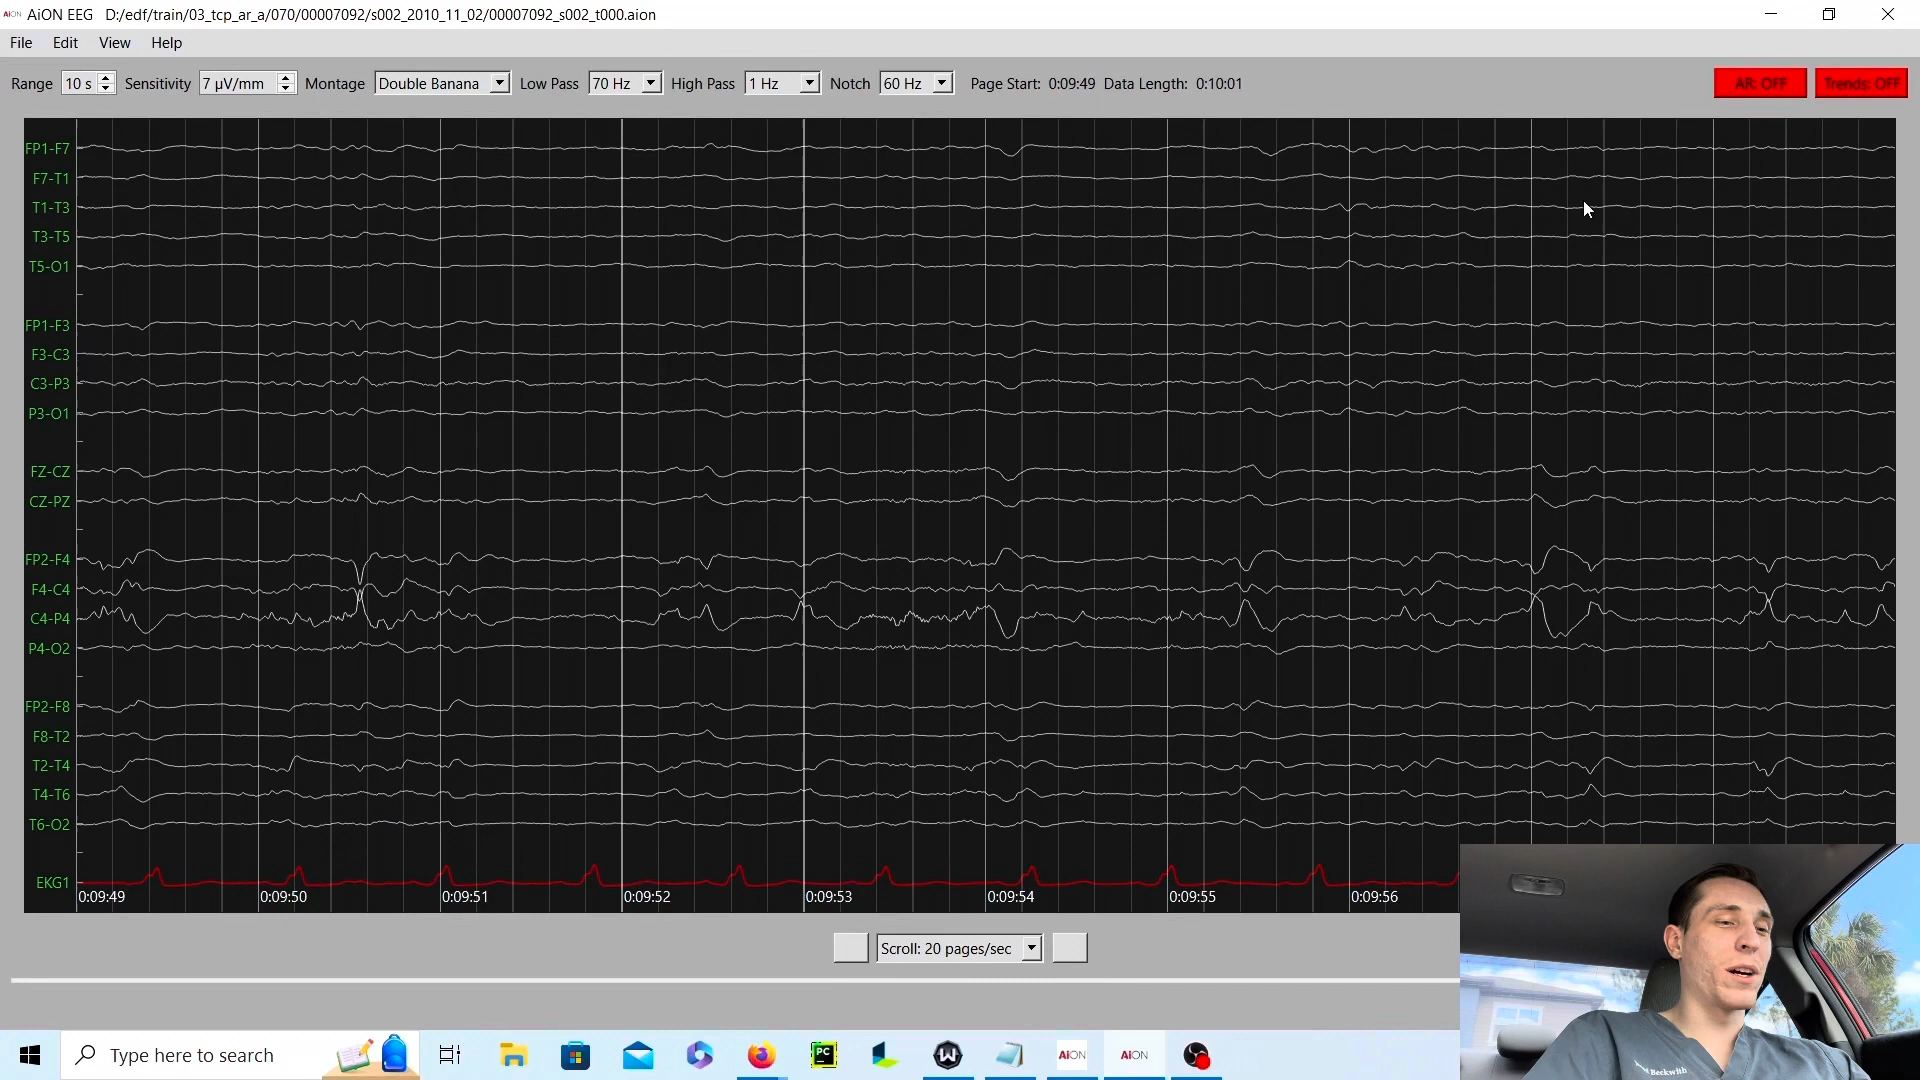 AiON AiON EEG D:/edf/train/03_tcp_ar_a/070/00007092/s002_2010_11_02/00007092_s002_t000.aion
File Edit View Help
Range 10 s Sensitivity 7 µV/mm Montage Double Banana Low Pass 70 Hz High Pass 1 Hz Notch 60 Hz Page Start: 0:09:49 Data Length: 0:10:01 AR: OFF Trends: OFF
FP1-F7
F7-T1
T1-T3
T3-T5
T5-O1
FP1-F3
F3-C3
C3-P3
P3-O1
FZ-CZ
CZ-PZ
FP2-F4
F4-C4
C4-P4
P4-O2
FP2-F8
F8-T2
T2-T4
T4-T6
T6-O2
EKG1
0:09:49 0:09:50 0:09:51 0:09:52 0:09:53 0:09:54 0:09:55 0:09:56
Scroll: 20 pages/sec
Beckwith
Type here to search
PC
W
AiON
AiON